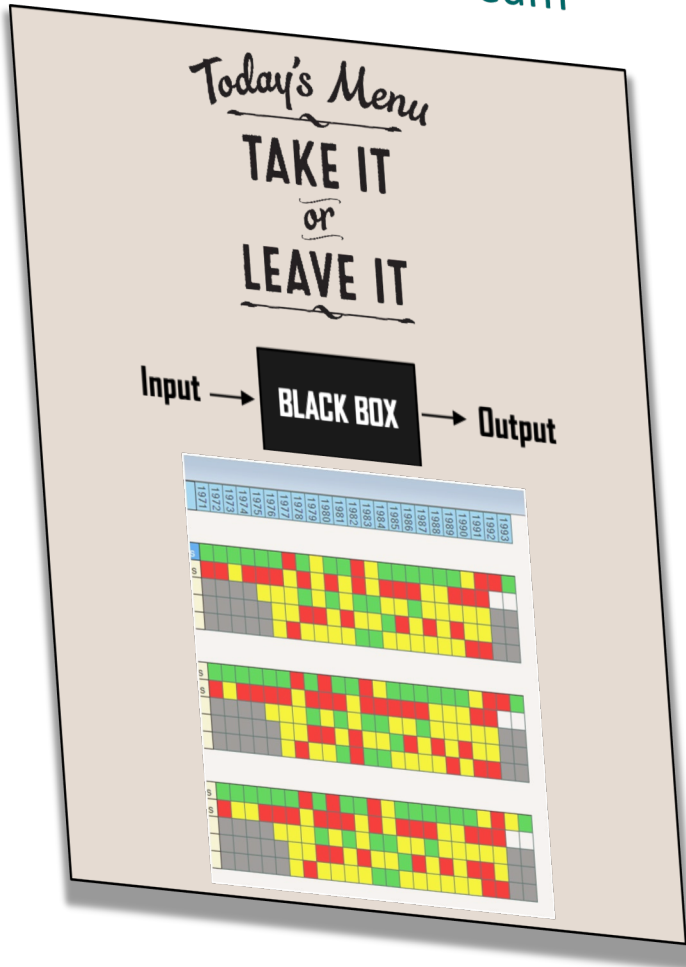 Today's Menu
TAKE IT
or
LEAVE IT
Input
BLACK BOX
Output
1971 1972 1973 1974 1975 1976 1977 1978 1979 1980 1981 1982 1983 1984 1985 1986 1987 1988 1989 1990 1991 1992 1993
S
S
S
S
S